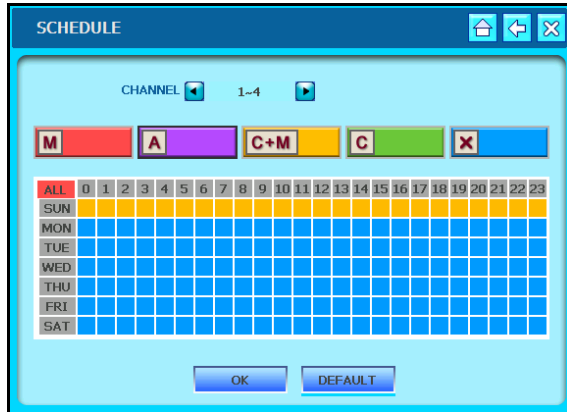 SCHEDULE
CHANNEL 1~4
M A C+M C X
ALL 0 1 2 3 4 5 6 7 8 9 10 11 12 13 14 15 16 17 18 19 20 21 22 23
SUN
MON
TUE
WED
THU
FRI
SAT
OK DEFAULT